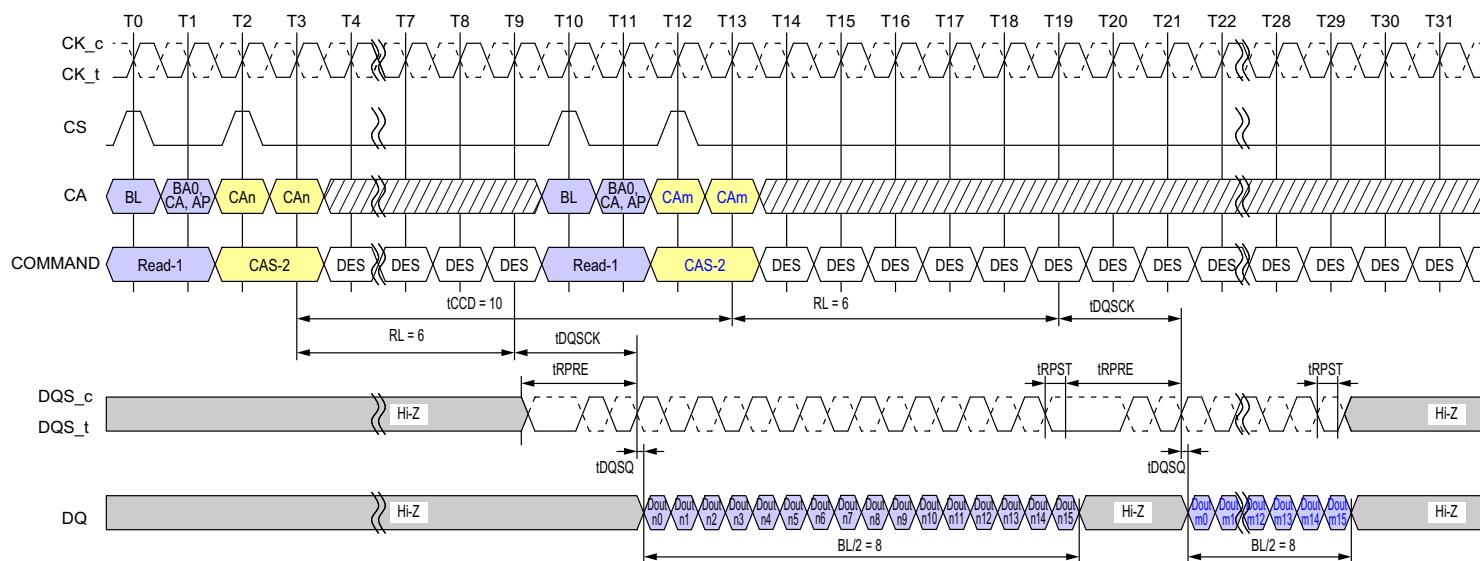 T0 T1 T2 T3 T4 T7 T8 T9 T10 T11 T12 T13 T14 T15 T16 T17 T18 T19 T20 T21 T22 T28 T29 T30 T31
CK_c
CK_t
CS
CA BL BA0, CA, AP CAn CAn BL BA0, CA, AP CAm CAm
COMMAND Read-1 CAS-2 DES DES DES DES Read-1 CAS-2 DES DES DES DES DES DES DES DES DES DES DES DES DES
tCCD = 10 RL = 6 tDQSCK
RL = 6 tDQSCK
tRPRE tRPST tRPRE tRPST
DQS_c
DQS_t
Hi-Z Hi-Z
tDQSQ tDQSQ
DQ Hi-Z Dout n0 Dout n1 Dout n2 Dout n3 Dout n4 Dout n5 Dout n6 Dout n7 Dout n8 Dout n9 Dout n10 Dout n11 Dout n12 Dout n13 Dout n14 Dout n15 Hi-Z Dout m0 Dout m1 Dout m12 Dout m13 Dout m14 Dout m15 Hi-Z
BL/2 = 8 BL/2 = 8